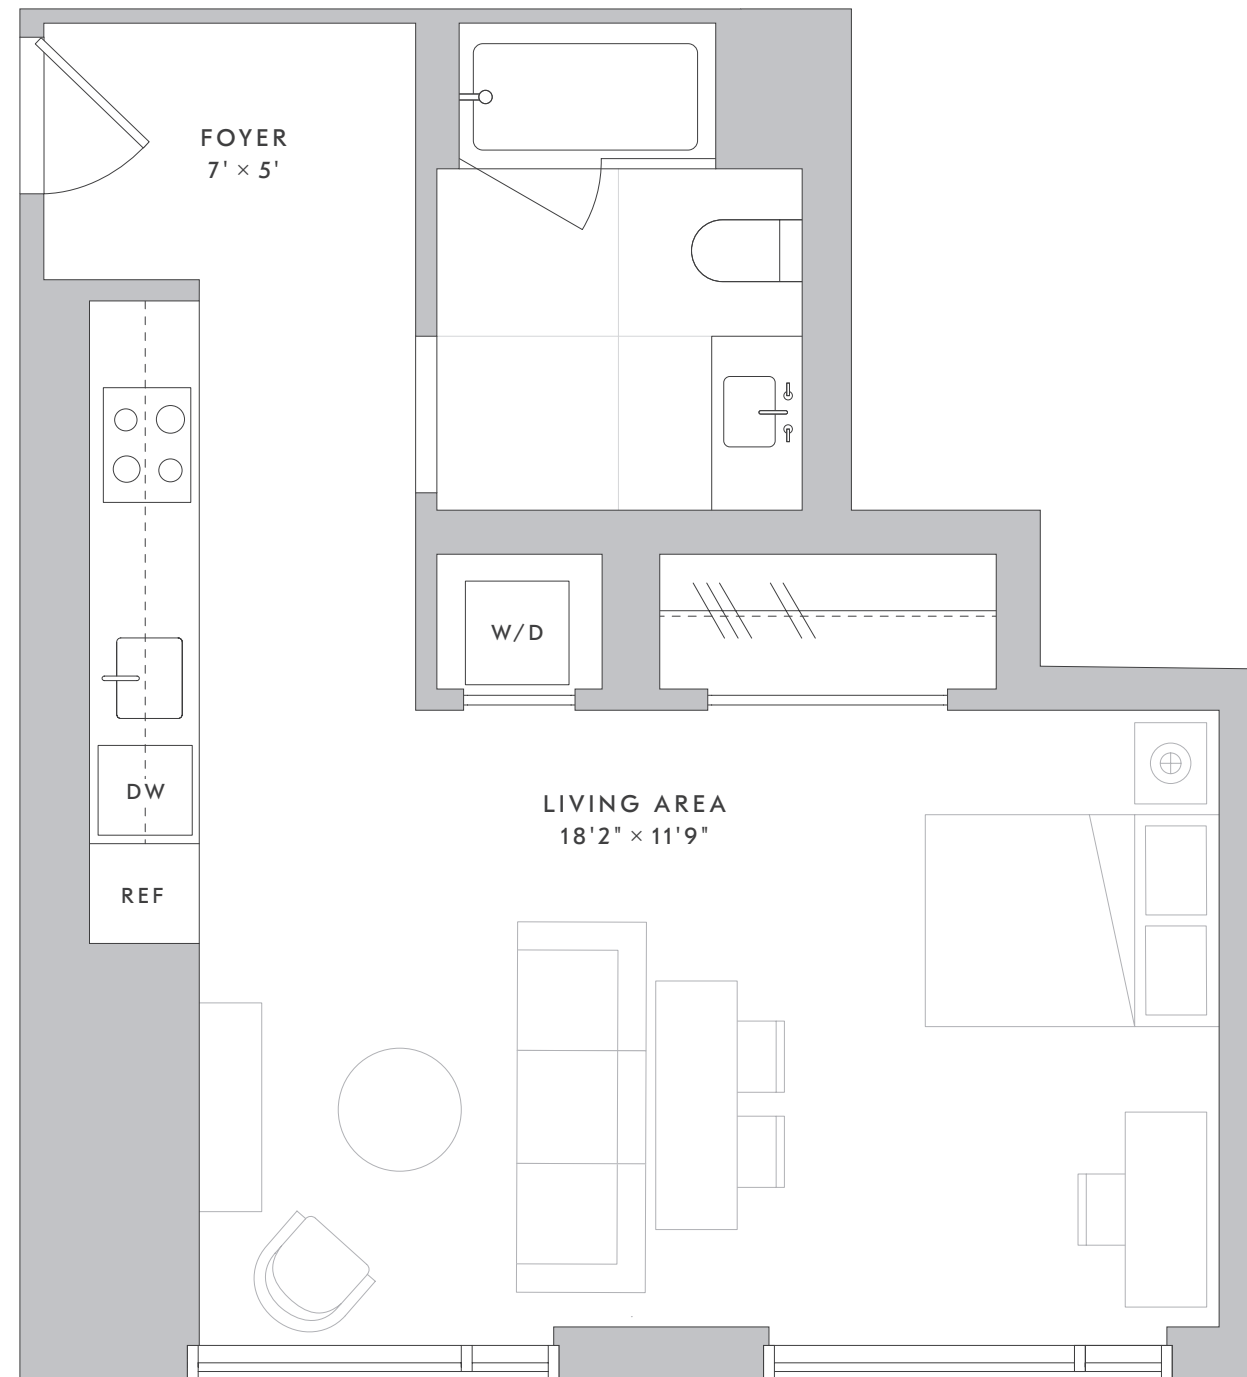 FOYER
7' × 5'
W/D
DW
LIVING AREA
18'2" × 11'9"
REF